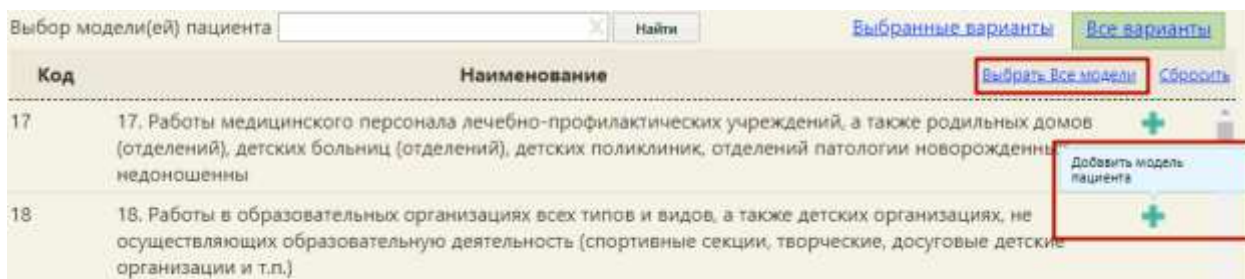 Выбор модели(ей) пациента
Найти
Выбранные варианты
Все варианты
Код
Наименование
Выбрать Все модели
Сбросить
17
17. Работы медицинского персонала лечебно-профилактических учреждений, а также родильных домов
(отделений), детских больниц (отделений), детских поликлиник, отделений патологии новорожденны
недоношенны
Добавить модель
пациента
18
18. Работы в образовательных организациях всех типов и видов, а также детских организациях, не
осуществляющих образовательную деятельность (спортивные секции, творческие, досуговые детские
организации и т.п.)